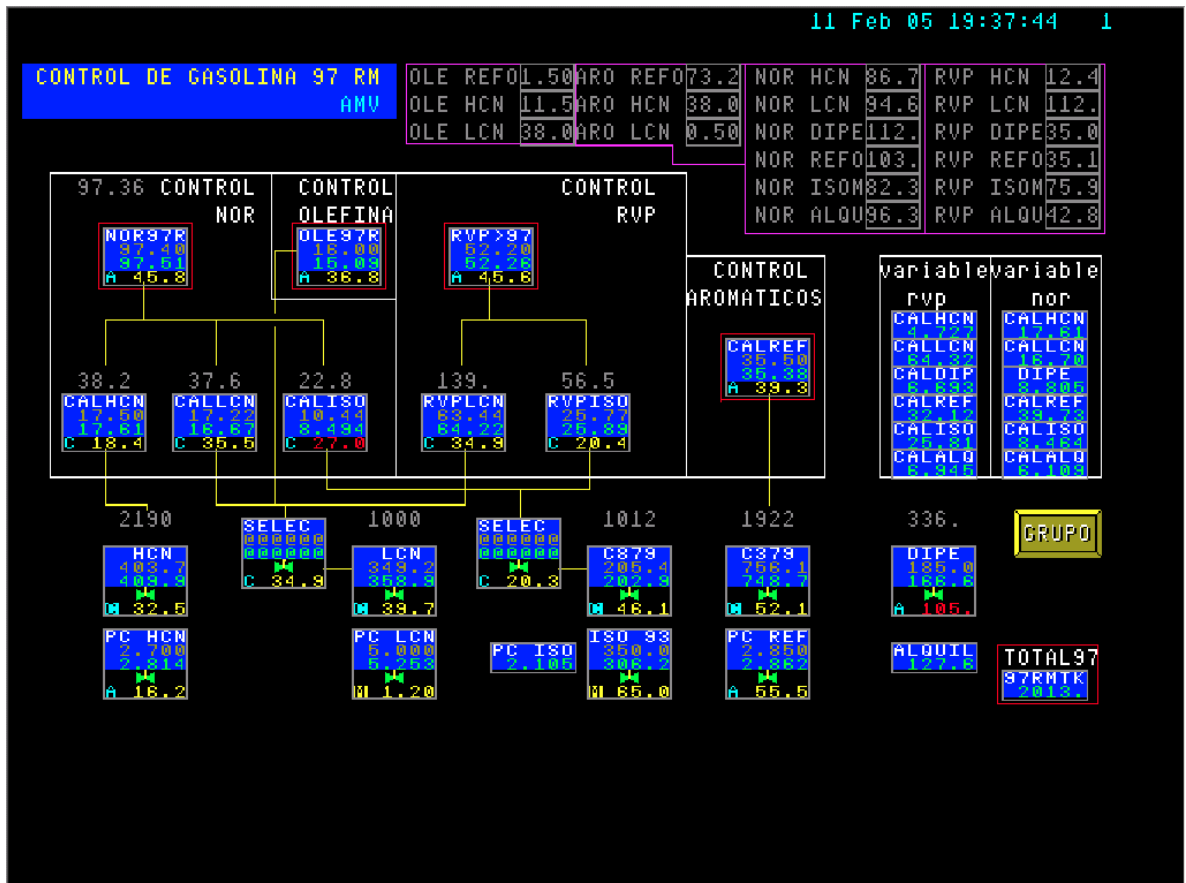 11 Feb 05 19:37:44 1
CONTROL DE GASOLINA 97 RM
AMV
OLE REFO 1.50 ARO REFO 73.2 NOR HCN 86.7 RVP HCN 12.4
OLE HCN 11.5 ARO HCN 38.0 NOR LCN 94.6 RVP LCN 112.
OLE LCN 38.0 ARO LCN 0.50 NOR DIPE 112. RVP DIPE 35.0
NOR REFO 103. RVP REFO 35.1
NOR ISOM 82.3 RVP ISOM 75.9
NOR ALQU 96.3 RVP ALQU 42.8
97.36 CONTROL NOR
CONTROL OLEFINA
CONTROL RVP
NOR97R
97.40
97.51
A 45.8
OLE97R
16.00
15.09
A 36.8
RVP>97
52.20
52.26
A 45.6
CONTROL
AROMATICOS
CALREF
35.50
35.38
A 39.3
variable rvp
CALHCN
4.727
CALLCN
64.32
CALDIP
6.693
CALREF
32.12
CALISO
25.81
CALALQ
6.945
variable nor
CALHCN
17.61
CALLCN
16.70
DIPE
8.805
CALREF
39.73
CALISO
8.464
CALALQ
6.109
38.2
CALHCN
17.50
17.61
C 18.4
37.6
CALLCN
17.22
16.67
C 35.5
22.8
CALISO
10.44
8.494
C 27.0
139.
RVPLCN
63.44
64.22
C 34.9
56.5
RVPISO
25.77
25.89
C 20.4
2190
HCN
403.7
409.9
C 32.5
SELEC
@@@@@@
@@@@@@
C 34.9
1000
LCN
349.2
358.9
C 39.7
SELEC
@@@@@@
@@@@@@
C 20.3
1012
C879
205.4
202.9
C 46.1
1922
C379
756.1
748.7
C 52.1
336.
DIPE
185.0
166.6
A 105.
GRUPO
PC HCN
2.700
2.814
A 16.2
PC LCN
5.000
5.253
M 1.20
PC ISO
2.105
ISO 93
350.0
306.2
M 65.0
PC REF
2.850
2.862
A 55.5
ALQUIL
127.6
TOTAL97
97RMTK
2013.